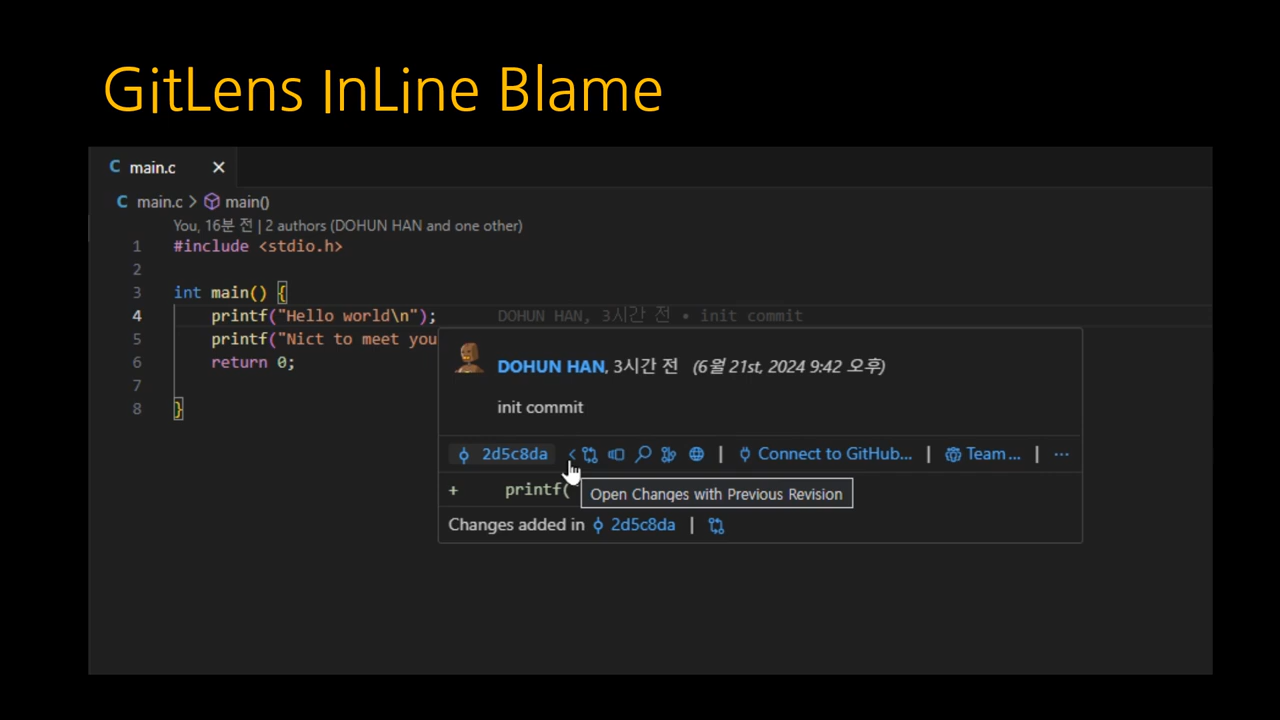 GitLens InLine Blame
C main.c ×
C main.c > main()
You, 16분 전 | 2 authors (DOHUN HAN and one other)
1 #include <stdio.h>
2
3 int main() {
4 printf("Hello world\n"); DOHUN HAN, 3시간 전 • init commit
5 printf("Nict to meet you
6 return 0;
7
8 }
DOHUN HAN, 3시간 전 (6월 21st, 2024 9:42 오후)
init commit
2d5c8da | Connect to GitHub... | Team... | ...
+ printf(
Open Changes with Previous Revision
Changes added in 2d5c8da |